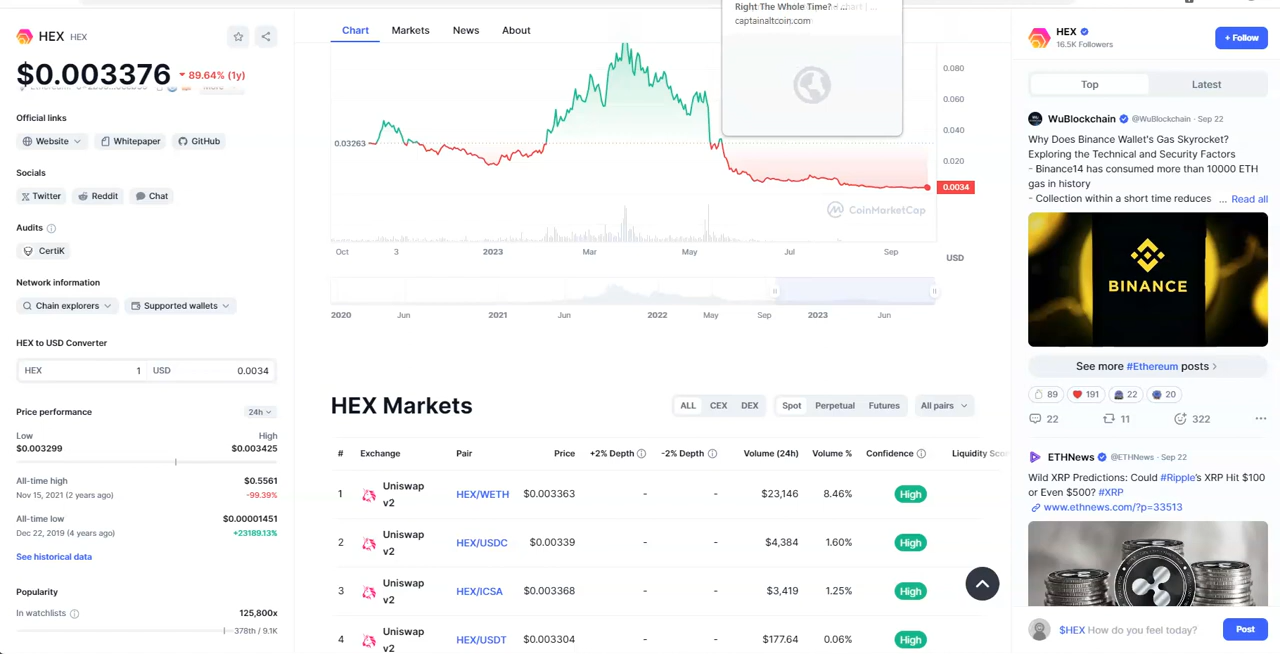 HEX HEX
$0.003376 89.64% (1y)
Official links
Website
Whitepaper
GitHub
Socials
Twitter
Reddit
Chat
Audits
CertiK
Network information
Chain explorers
Supported wallets
HEX to USD Converter
HEX 1 USD 0.0034
Price performance 24h
Low High
$0.003299 $0.003425
All-time high $0.5561
Nov 15, 2021 (2 years ago) -99.39%
All-time low $0.00001451
Dec 22, 2019 (4 years ago) +23189.13%
See historical data
Popularity
In watchlists 125,800x
378th / 9.1K
Chart Markets News About
Right The Whole Time? - ...
captainaltcoin.com
0.080
0.060
0.040
0.03263
0.020
0.0034
CoinMarketCap
Oct 3 2023 Mar May Jul Sep
USD
2020 Jun 2021 Jun 2022 May Sep 2023 Jun
HEX Markets
ALL CEX DEX
Spot Perpetual Futures
All pairs
# Exchange Pair Price +2% Depth -2% Depth Volume (24h) Volume % Confidence Liquidity
1 Uniswap v2 HEX/WETH $0.003363 - - $23,146 8.46% High
2 Uniswap v2 HEX/USDC $0.00339 - - $4,384 1.60% High
3 Uniswap v2 HEX/ICSA $0.003368 - - $3,419 1.25% High
4 Uniswap v2 HEX/USDT $0.003304 - - $177.64 0.06% High
HEX
16.5K Followers
+ Follow
Top Latest
WuBlockchain @WuBlockchain · Sep 22
Why Does Binance Wallet's Gas Skyrocket?
Exploring the Technical and Security Factors
- Binance14 has consumed more than 10000 ETH
gas in history
- Collection within a short time reduces ... Read all
BINANCE
See more #Ethereum posts
89 191 22 20
22 11 322
ETHNews @ETHNews · Sep 22
Wild XRP Predictions: Could #Ripple's XRP Hit $100
or Even $500? #XRP
www.ethnews.com/?p=33513
$HEX How do you feel today?
Post